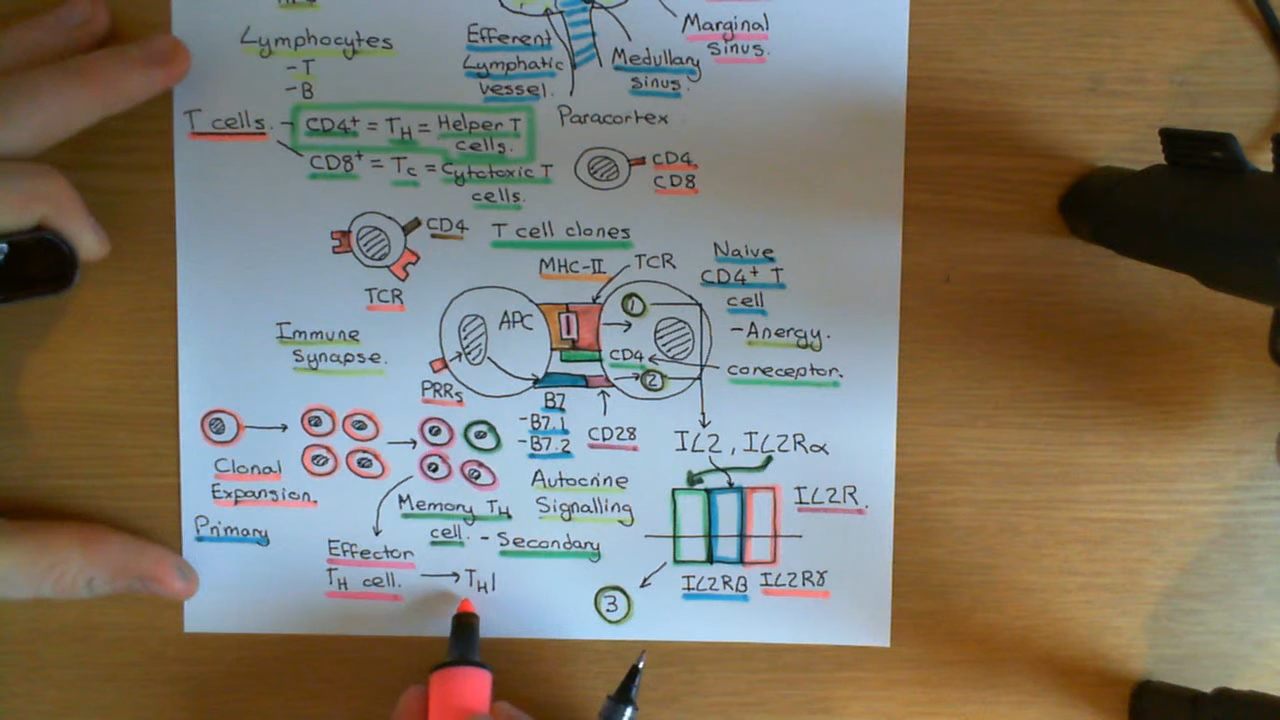 Lymphocytes
- T
- B
Efferent
Lymphatic
vessel.
Medullary
sinus.
Marginal
sinus.
T cells.
CD4+ = TH = Helper T
cells.
CD8+ = Tc = Cytotoxic T
cells.
Paracortex
CD4
CD8
CD4
TCR
T cell clones
MHC-II
TCR
Naive
CD4+ T
cell
- Anergy.
coreceptor.
Immune
Synapse.
APC
1
CD4
2
PRRs
B7
- B7.1
- B7.2
CD28
IL2, IL2Rα
Clonal
Expansion.
Primary
Memory TH
cell. - Secondary
Autocrine
Signalling
IL2R
Effector
TH cell. → TH1
3
IL2Rβ
IL2Rγ